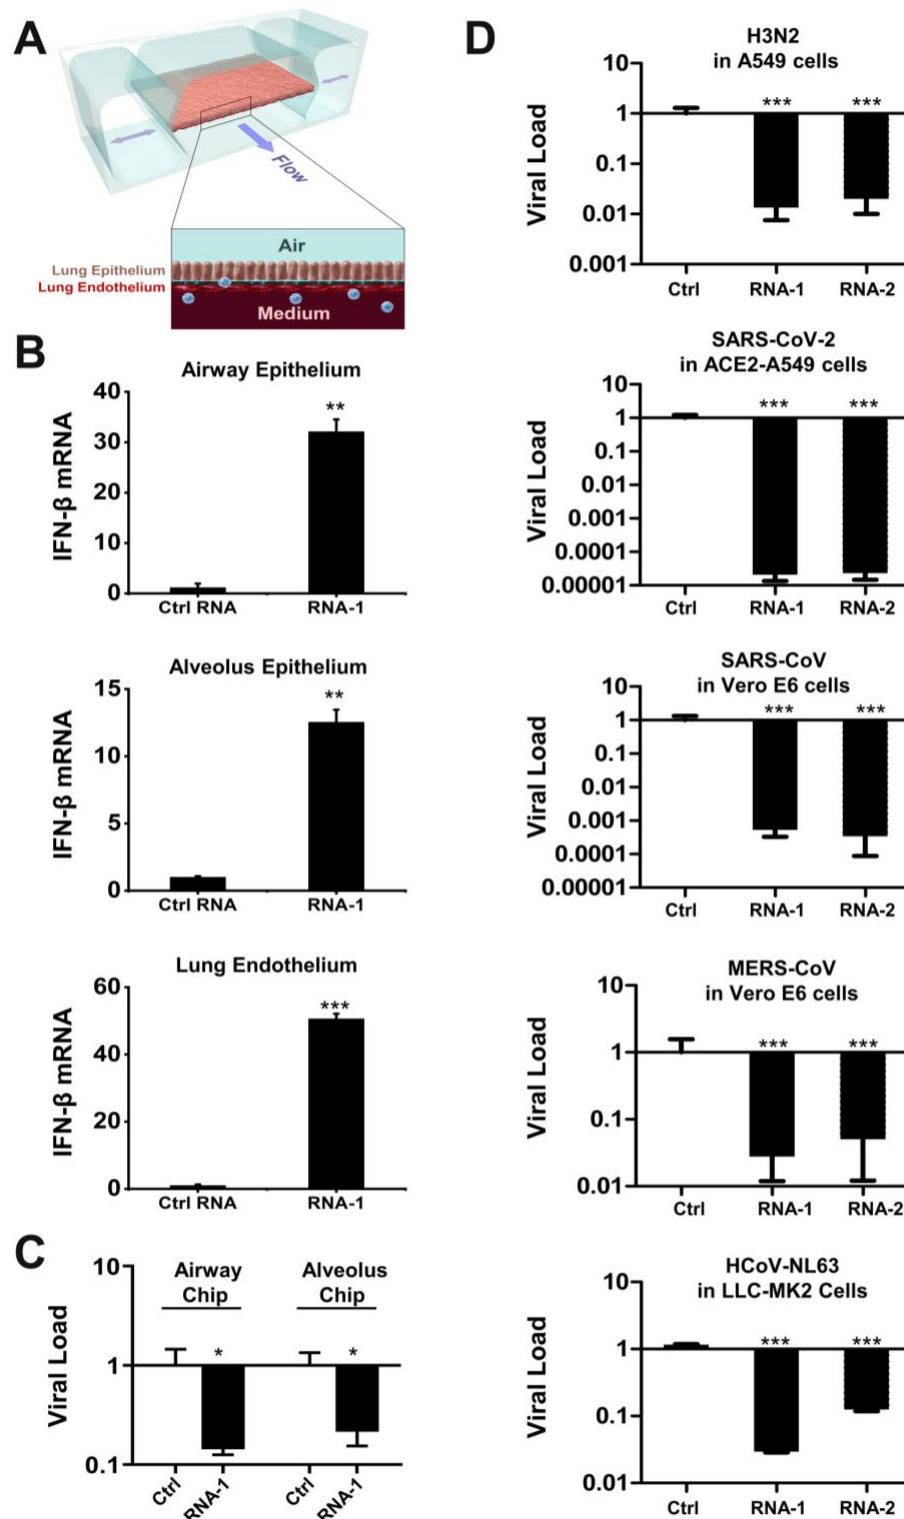 A
Flow
Air
Lung Epithelium
Lung Endothelium
Medium
B
Airway Epithelium
IFN-β mRNA
40
30
20
10
0
**
Ctrl RNA
RNA-1
Alveolus Epithelium
IFN-β mRNA
15
10
5
0
**
Ctrl RNA
RNA-1
Lung Endothelium
IFN-β mRNA
60
40
20
0
***
Ctrl RNA
RNA-1
C
Airway
Chip
Alveolus
Chip
Viral Load
10
1
0.1
*
*
Ctrl
RNA-1
Ctrl
RNA-1
D
H3N2
in A549 cells
Viral Load
10
1
0.1
0.01
0.001
***
***
Ctrl
RNA-1
RNA-2
SARS-CoV-2
in ACE2-A549 cells
Viral Load
10
1
0.1
0.01
0.001
0.0001
0.00001
***
***
Ctrl
RNA-1
RNA-2
SARS-CoV
in Vero E6 cells
Viral Load
10
1
0.1
0.01
0.001
0.0001
0.00001
***
***
Ctrl
RNA-1
RNA-2
MERS-CoV
in Vero E6 cells
Viral Load
10
1
0.1
0.01
***
***
Ctrl
RNA-1
RNA-2
HCoV-NL63
in LLC-MK2 Cells
Viral Load
10
1
0.1
0.01
***
***
Ctrl
RNA-1
RNA-2